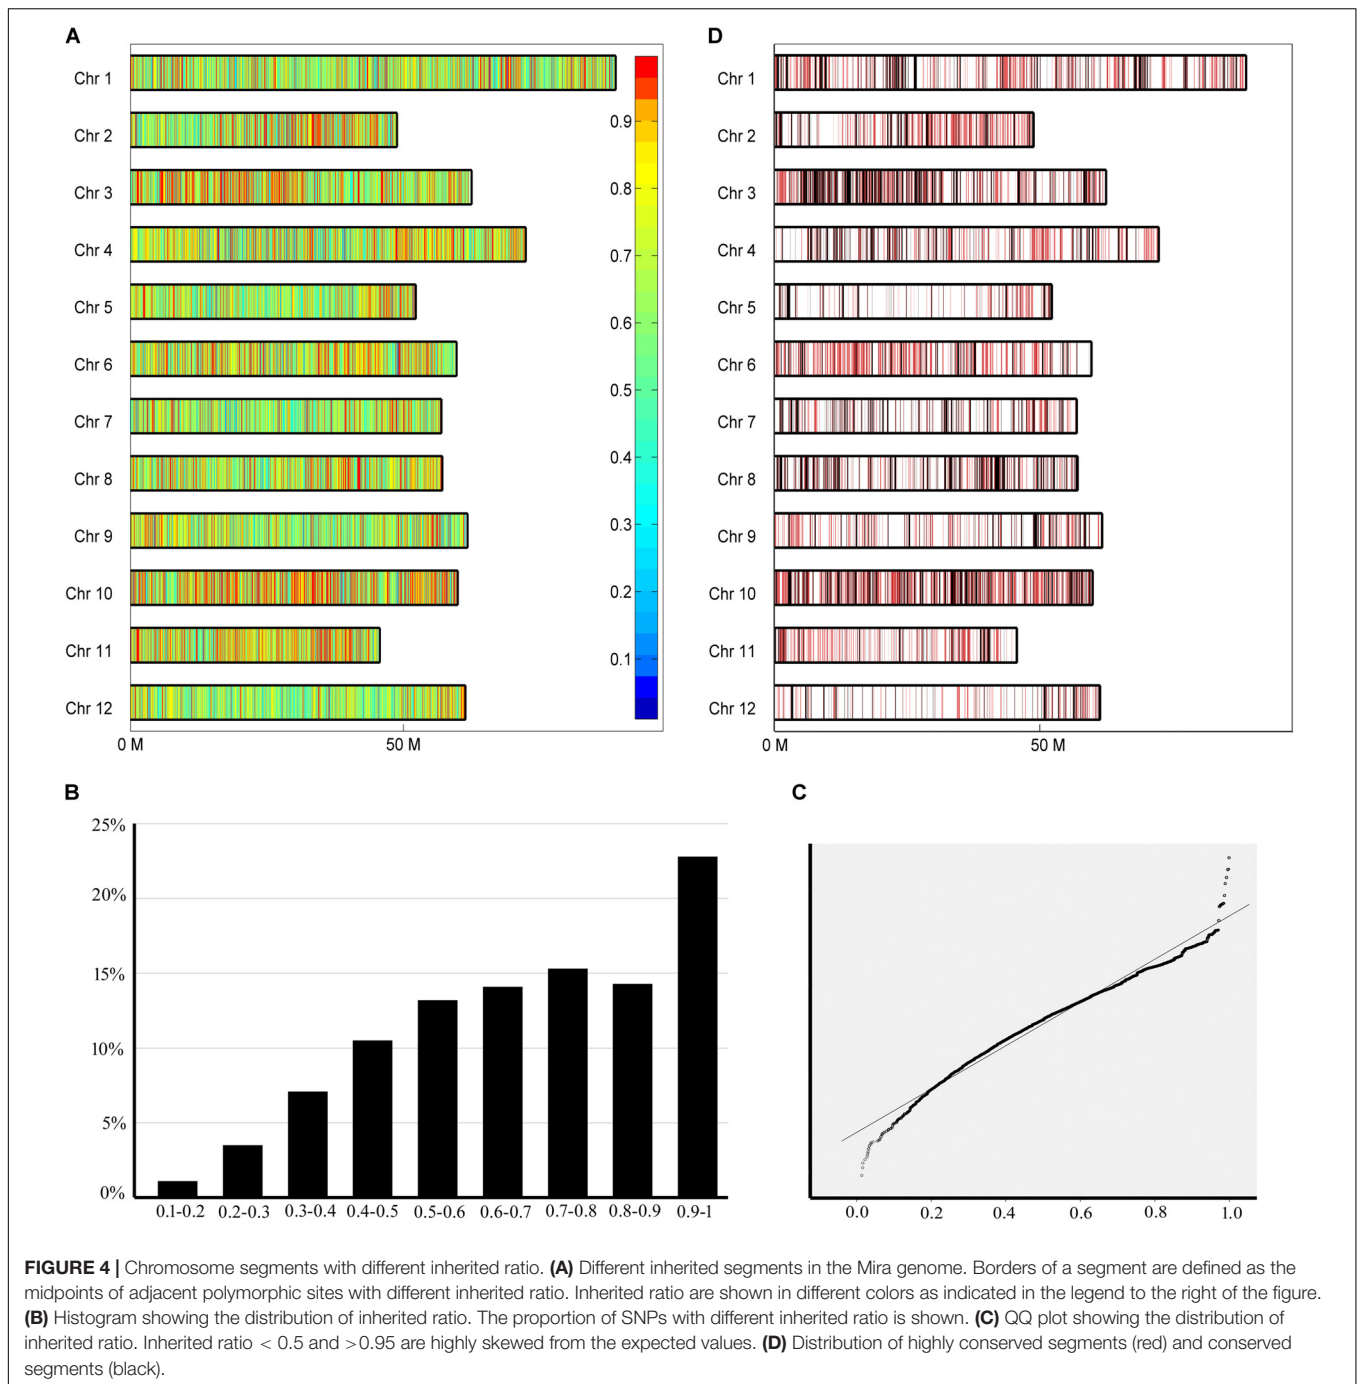 A
Chr 1
Chr 2
Chr 3
Chr 4
Chr 5
Chr 6
Chr 7
Chr 8
Chr 9
Chr 10
Chr 11
Chr 12
0 M
50 M
0.9
0.8
0.7
0.6
0.5
0.4
0.3
0.2
0.1
D
Chr 1
Chr 2
Chr 3
Chr 4
Chr 5
Chr 6
Chr 7
Chr 8
Chr 9
Chr 10
Chr 11
Chr 12
0 M
50 M
B
25%
20%
15%
10%
5%
0%
0.1-0.2
0.2-0.3
0.3-0.4
0.4-0.5
0.5-0.6
0.6-0.7
0.7-0.8
0.8-0.9
0.9-1
C
0.0
0.2
0.4
0.6
0.8
1.0
FIGURE 4 | Chromosome segments with different inherited ratio. (A) Different inherited segments in the Mira genome. Borders of a segment are defined as the
midpoints of adjacent polymorphic sites with different inherited ratio. Inherited ratio are shown in different colors as indicated in the legend to the right of the figure.
(B) Histogram showing the distribution of inherited ratio. The proportion of SNPs with different inherited ratio is shown. (C) QQ plot showing the distribution of
inherited ratio. Inherited ratio < 0.5 and >0.95 are highly skewed from the expected values. (D) Distribution of highly conserved segments (red) and conserved
segments (black).